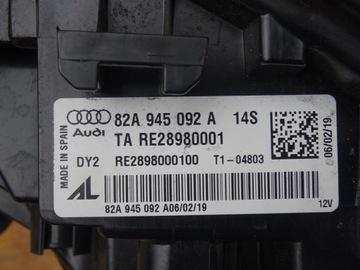 MADE IN SPAIN
Audi
82A 945 092 A 14S
TA RE28980001
DY2 RE2898000100 T1-04803
AL
82A 945 092 A06/02/19 12V
06/02/19